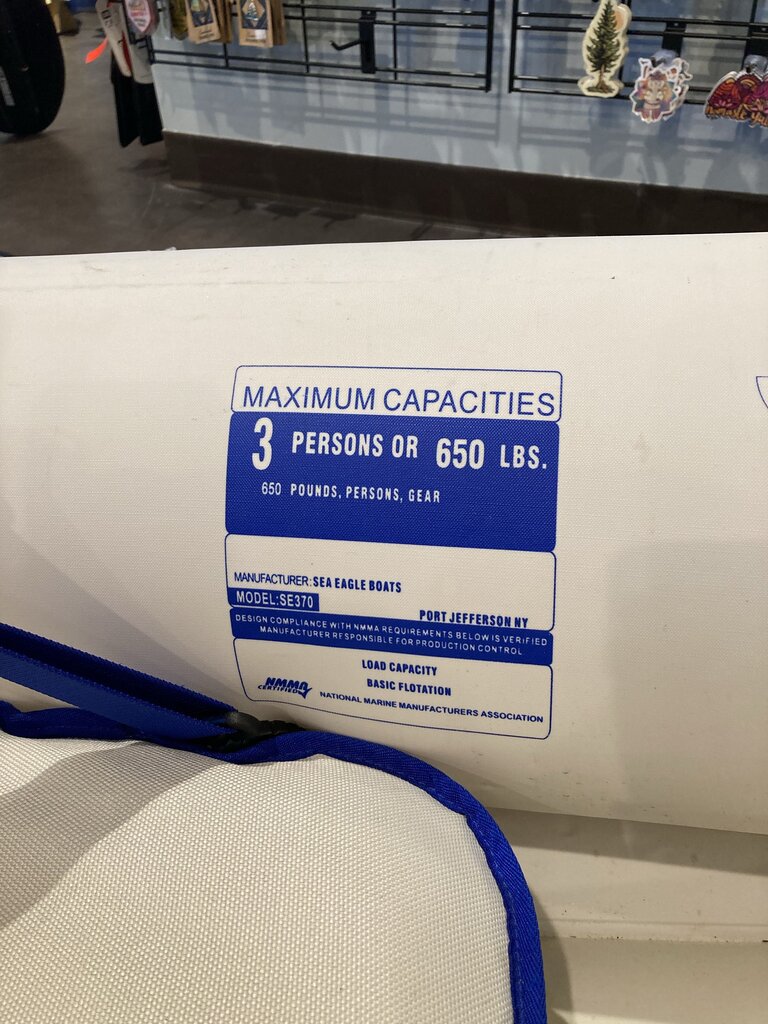 MAXIMUM CAPACITIES
3 PERSONS OR 650 LBS.
650 POUNDS, PERSONS, GEAR
MANUFACTURER: SEA EAGLE BOATS
MODEL:SE370
PORT JEFFERSON NY
DESIGN COMPLIANCE WITH NMMA REQUIREMENTS BELOW IS VERIFIED
MANUFACTURER RESPONSIBLE FOR PRODUCTION CONTROL
LOAD CAPACITY
BASIC FLOTATION
NMMA
CERTIFIED
NATIONAL MARINE MANUFACTURERS ASSOCIATION